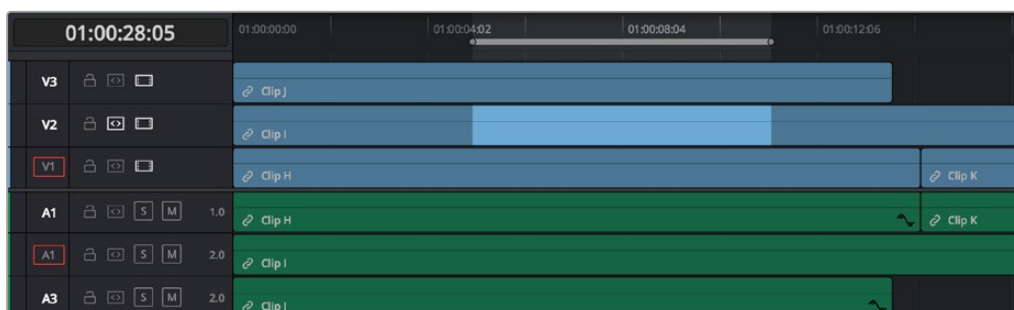 01:00:28:05 01:00:00:00 01:00:04:02 01:00:08:04 01:00:12:06
V3 Clip J
V2 Clip I
V1 Clip H Clip K
A1 S M 1.0 Clip H Clip K
A1 S M 2.0 Clip I
A3 S M 2.0 Clip